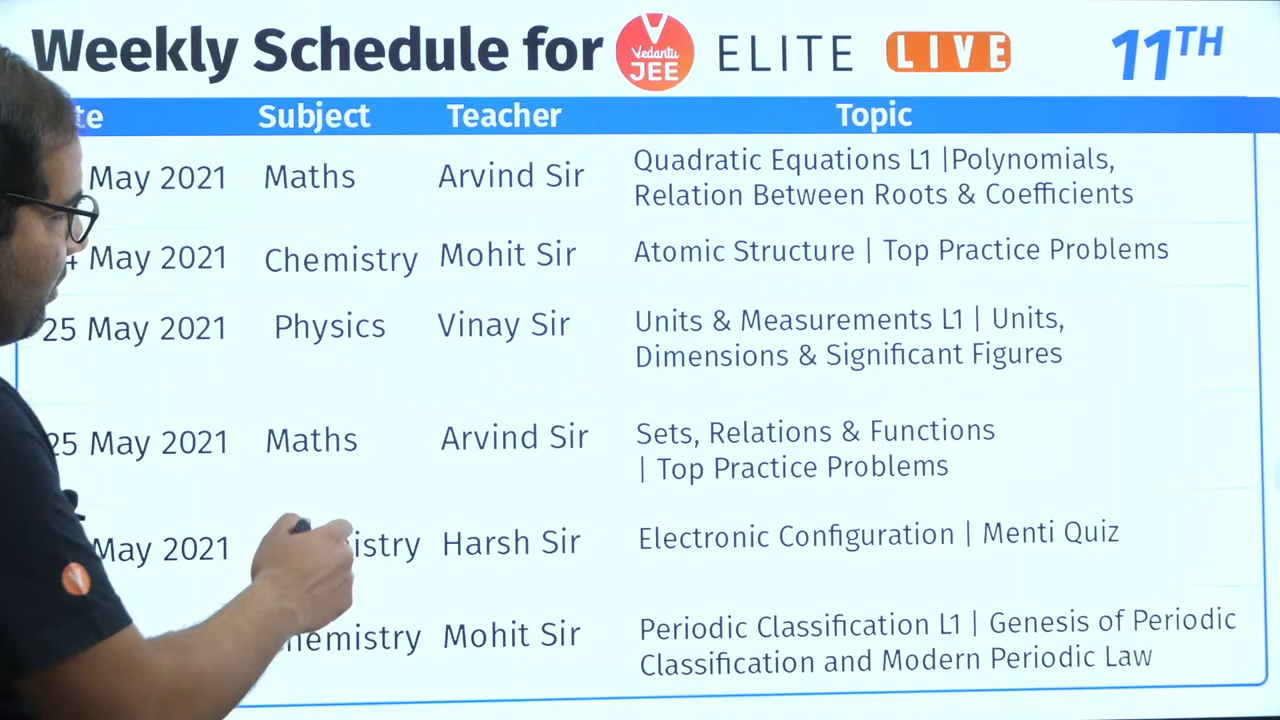 Weekly Schedule for Vedantu JEE ELITE LIVE 11TH
Subject Teacher Topic
May 2021 Maths Arvind Sir Quadratic Equations L1 |Polynomials,
Relation Between Roots & Coefficients
May 2021 Chemistry Mohit Sir Atomic Structure | Top Practice Problems
25 May 2021 Physics Vinay Sir Units & Measurements L1 | Units,
Dimensions & Significant Figures
25 May 2021 Maths Arvind Sir Sets, Relations & Functions
| Top Practice Problems
May 2021 Harsh Sir Electronic Configuration | Menti Quiz
Mohit Sir Periodic Classification L1 | Genesis of Periodic
Classification and Modern Periodic Law